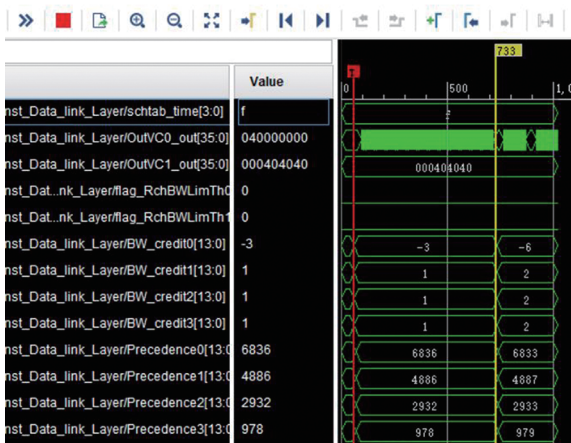 733
Value
T
0 500 1,0
nst_Data_link_Layer/schtab_time[3:0] f f
nst_Data_link_Layer/OutVC0_out[35:0] 040000000
nst_Data_link_Layer/OutVC1_out[35:0] 000404040 000404040
nst_Dat...nk_Layer/flag_RchBWLimTh0 0
nst_Dat...nk_Layer/flag_RchBWLimTh1 0
nst_Data_link_Layer/BW_credit0[13:0] -3 -3 -6
nst_Data_link_Layer/BW_credit1[13:0] 1 1 2
nst_Data_link_Layer/BW_credit2[13:0] 1 1 2
nst_Data_link_Layer/BW_credit3[13:0] 1 1 2
nst_Data_link_Layer/Precedence0[13:0 6836 6836 6833
nst_Data_link_Layer/Precedence1[13:0 4886 4886 4887
nst_Data_link_Layer/Precedence2[13:0 2932 2932 2933
nst_Data_link_Layer/Precedence3[13:0 978 978 979